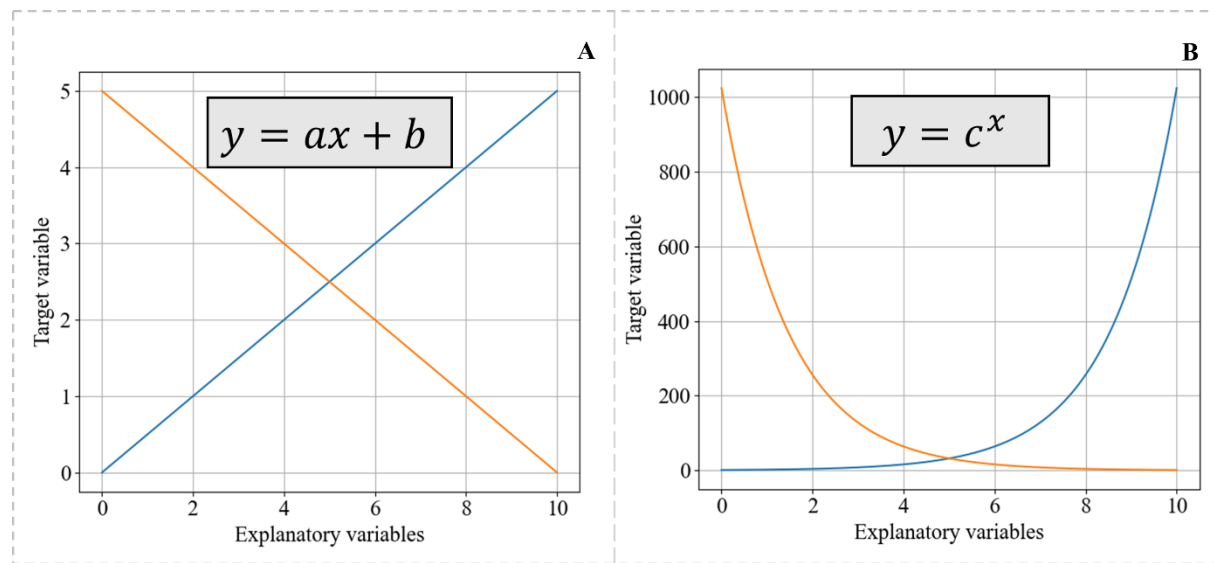 A
y = ax + b
5
4
3
2
1
0
Target variable
0 2 4 6 8 10
Explanatory variables
B
y = c^x
1000
800
600
400
200
0
Target variable
0 2 4 6 8 10
Explanatory variables